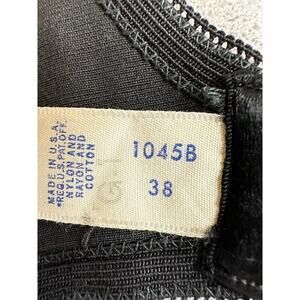 MADE IN U.S.A.
*REG. U.S. PAT. OFF.
NYLON AND
RAYON AND
COTTON
1045B
38